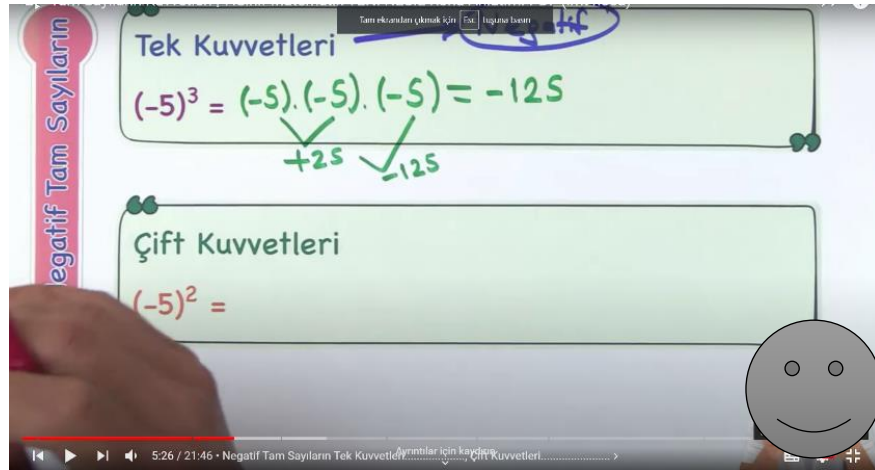 Tam ekrandan çıkmak için Esc tuşuna basın
Negatif
Negatif Tam Sayıların
Tek Kuvvetleri
(-5)³ = (-5).(-5).(-5) = -125
+25
-125
Çift Kuvvetleri
(-5)² =
Ayrıntılar için kaydırın
5:26 / 21:46 • Negatif Tam Sayıların Tek Kuvvetleri..................., Çift Kuvvetleri....................... >